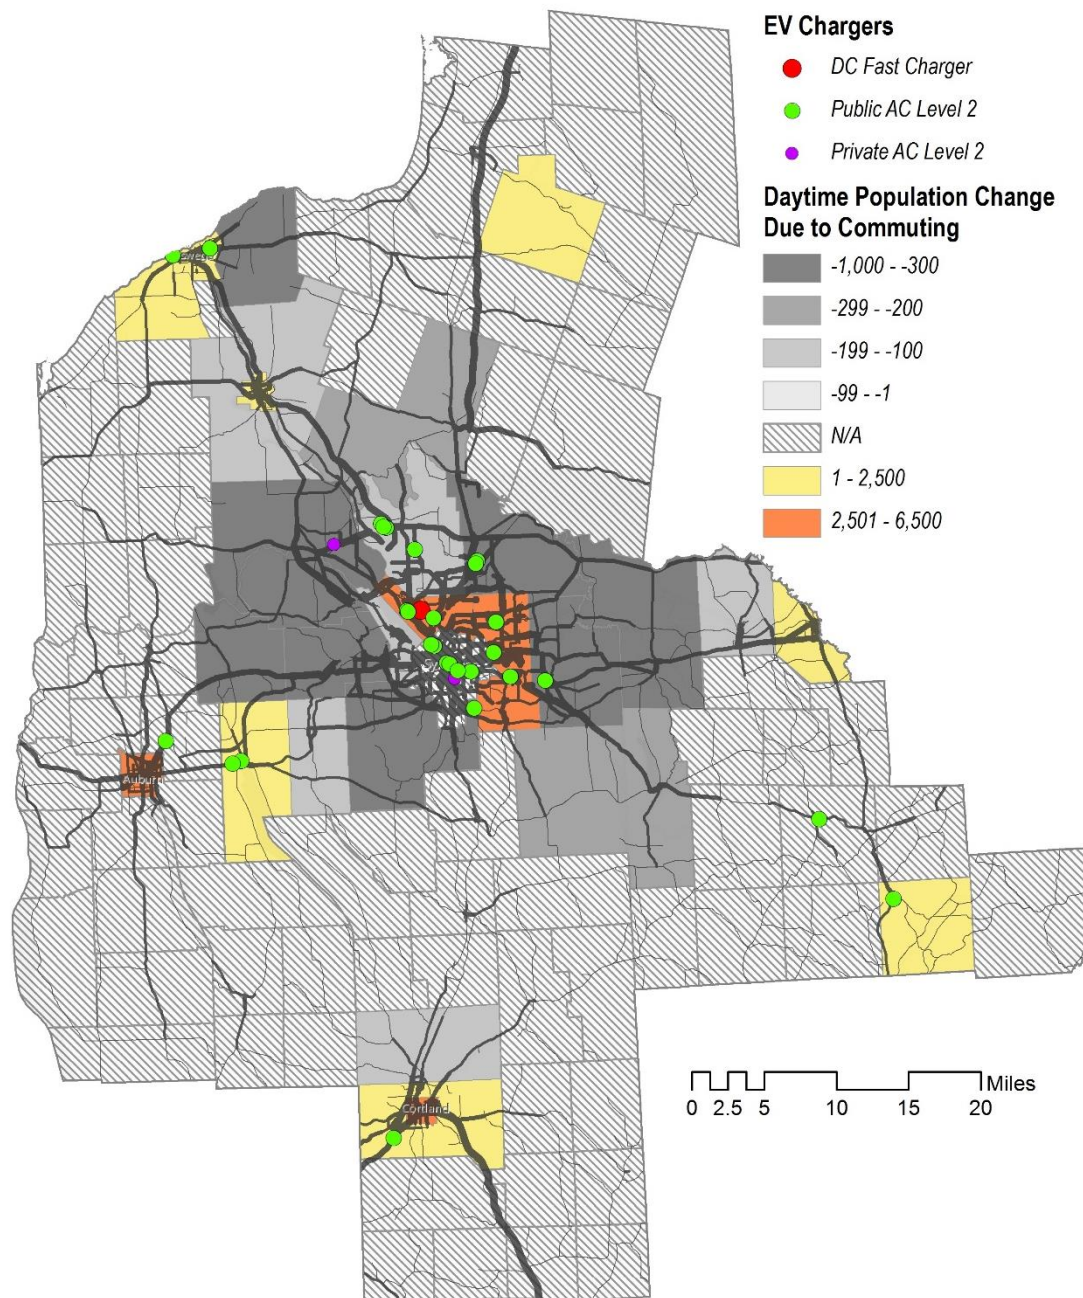 EV Chargers
DC Fast Charger
Public AC Level 2
Private AC Level 2
Daytime Population Change
Due to Commuting
-1,000 - -300
-299 - -200
-199 - -100
-99 - -1
N/A
1 - 2,500
2,501 - 6,500
Auburn
Cortland
Miles
0 2.5 5 10 15 20